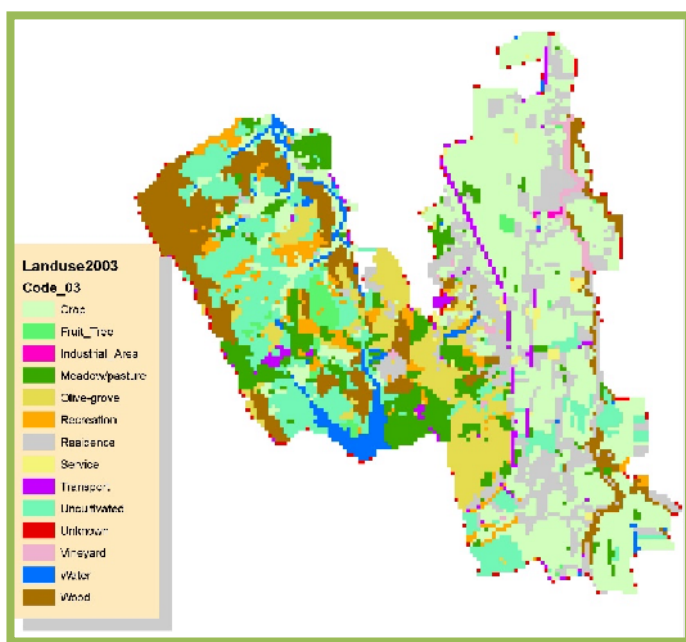 Landuse2003
Code_03
Crop
Fruit_Tree
Industrial_Area
Meadow/pasture
Olive-grove
Recreation
Residence
Service
Transport
Uncultivated
Unknown
Vineyard
Water
Wood